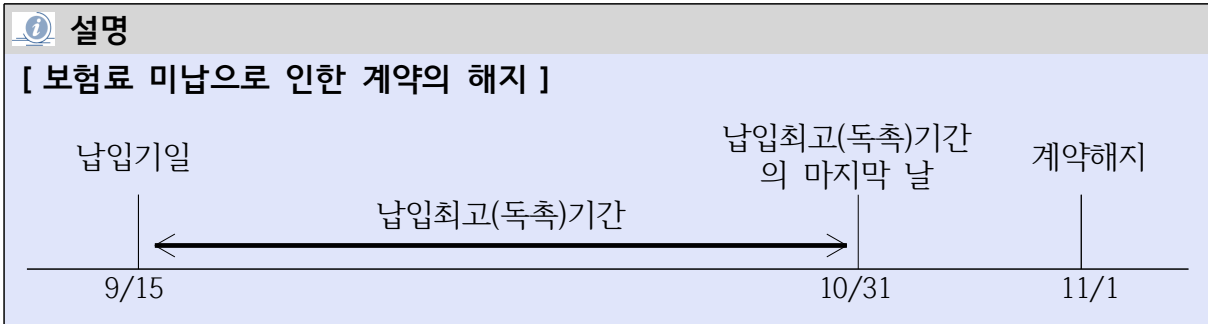 설명
[ 보험료 미납으로 인한 계약의 해지 ]
납입기일
납입최고(독촉)기간
의 마지막 날
계약해지
납입최고(독촉)기간
9/15
10/31
11/1